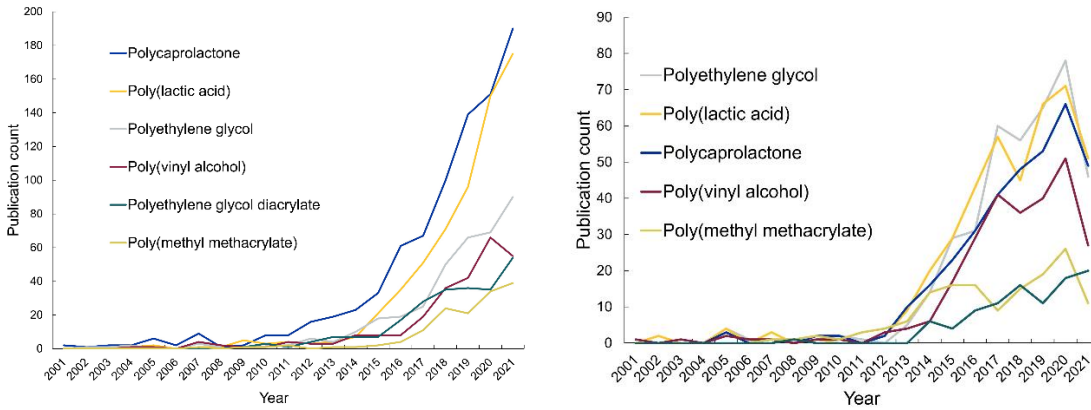 200
180
160
140
120
100
80
60
40
20
0
Publication count
Polycaprolactone
Poly(lactic acid)
Polyethylene glycol
Poly(vinyl alcohol)
Polyethylene glycol diacrylate
Poly(methyl methacrylate)
2001 2002 2003 2004 2005 2006 2007 2008 2009 2010 2011 2012 2013 2014 2015 2016 2017 2018 2019 2020 2021
Year
90
80
70
60
50
40
30
20
10
0
Publication count
Polyethylene glycol
Poly(lactic acid)
Polycaprolactone
Poly(vinyl alcohol)
Poly(methyl methacrylate)
2001 2002 2003 2004 2005 2006 2007 2008 2009 2010 2011 2012 2013 2014 2015 2016 2017 2018 2019 2020 2021
Year